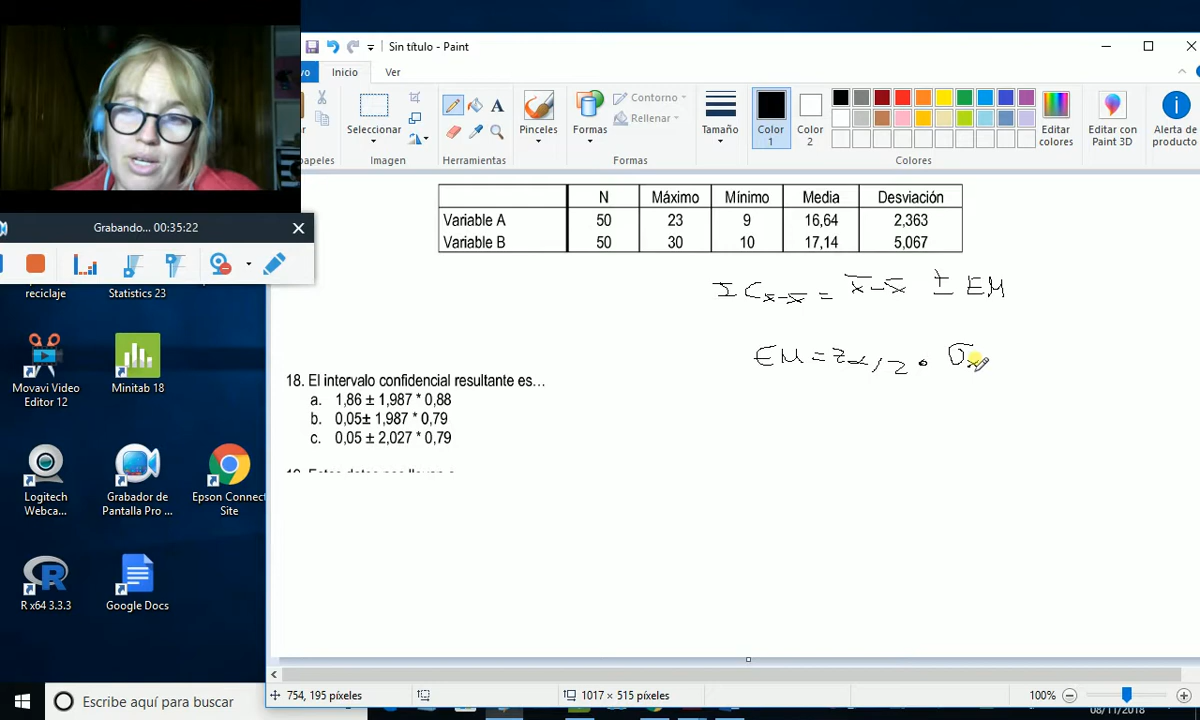 Sin título - Paint
Inicio Ver
Contorno
Rellenar
Seleccionar
Pinceles
Formas
Tamaño
Color 1
Color 2
Editar colores
Editar con Paint 3D
Alerta de producto
Imagen
Herramientas
Formas
Colores
Grabando... 00:35:22
N Máximo Mínimo Media Desviación
Variable A 50 23 9 16,64 2,363
Variable B 50 30 10 17,14 5,067
IC x̄-x̄ = x̄-x̄ ± EM
EM = Zα/2 • σx
18. El intervalo confidencial resultante es…
a. 1,86 ± 1,987 * 0,88
b. 0,05± 1,987 * 0,79
c. 0,05 ± 2,027 * 0,79
reciclaje
Statistics 23
Movavi Video Editor 12
Minitab 18
Logitech Webca...
Grabador de Pantalla Pro ...
Epson Connect Site
R x64 3.3.3
Google Docs
754, 195 píxeles
1017 × 515 píxeles
100%
Escribe aquí para buscar
08/11/2018